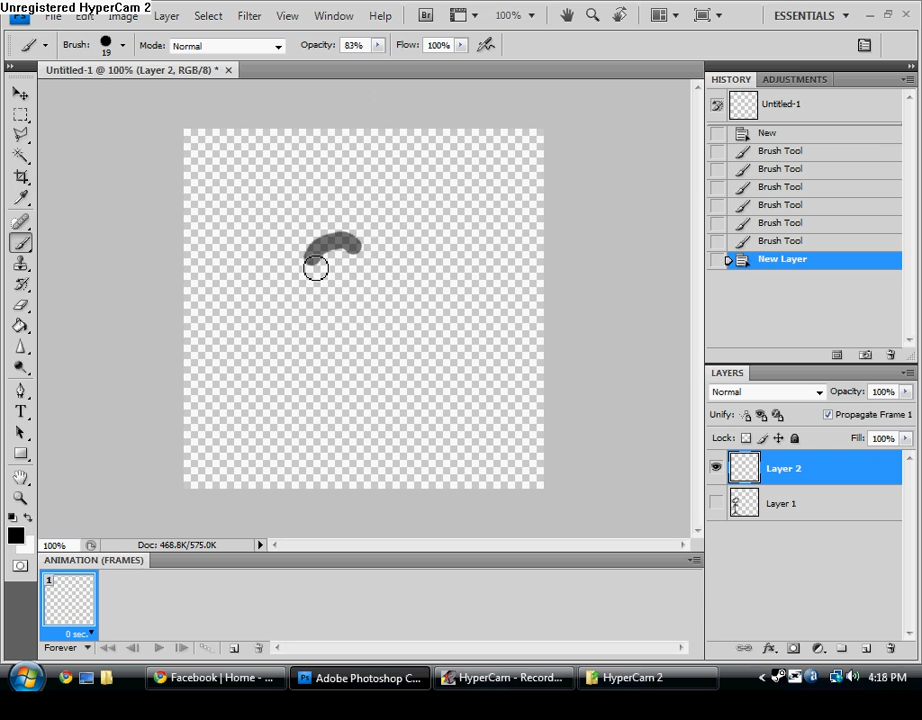 Unregistered HyperCam 2
Ps Edit Image Layer Select Filter View Window Help Br 100% ESSENTIALS
Brush: 19 Mode: Normal Opacity: 83% Flow: 100%
Untitled-1 @ 100% (Layer 2, RGB/8) *
HISTORY ADJUSTMENTS
Untitled-1
New
Brush Tool
Brush Tool
Brush Tool
Brush Tool
Brush Tool
Brush Tool
New Layer
LAYERS
Normal Opacity: 100%
Unify: Propagate Frame 1
Lock: Fill: 100%
Layer 2
Layer 1
100% Doc: 468.8K/575.0K
ANIMATION (FRAMES)
1
0 sec.
Forever
Facebook | Home - ... Ps Adobe Photoshop C... HyperCam - Record... HyperCam 2 4:18 PM